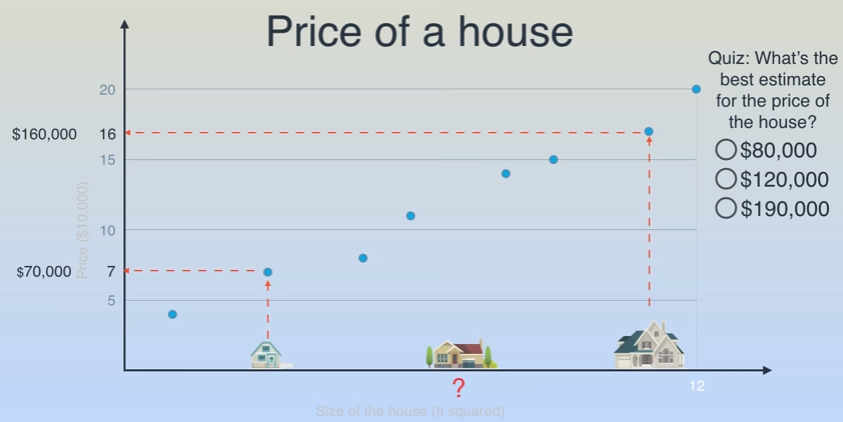 Price of a house
Quiz: What's the
best estimate
for the price of
the house?
$80,000
$120,000
$190,000
20
$160,000 16
15
10
$70,000 7
5
Price ($10,000)
?
12
Size of the house (ft squared)